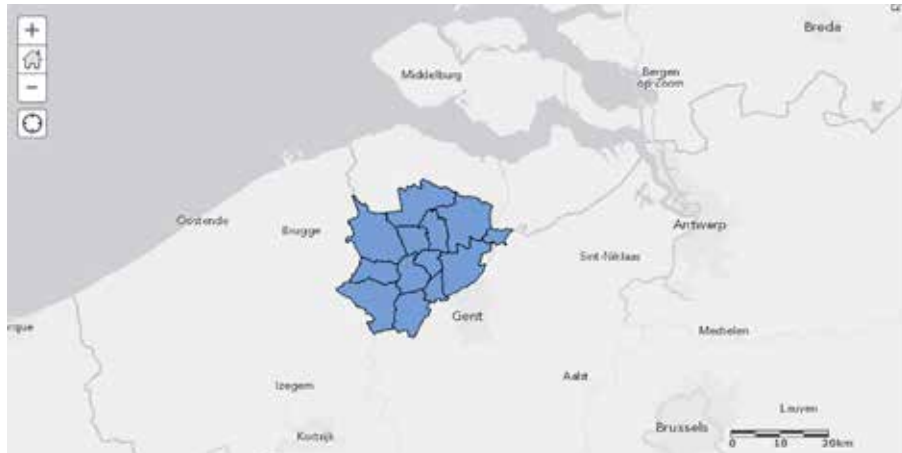 +
Breda
Middelburg
Bergen
op-Zoom
−
Oostende
Brugge
Antwerp
Sint-Niklaas
Gent
rque
Mechelen
Aalst
Izegem
Leuven
Kortrijk
Brussels
0 10 20km